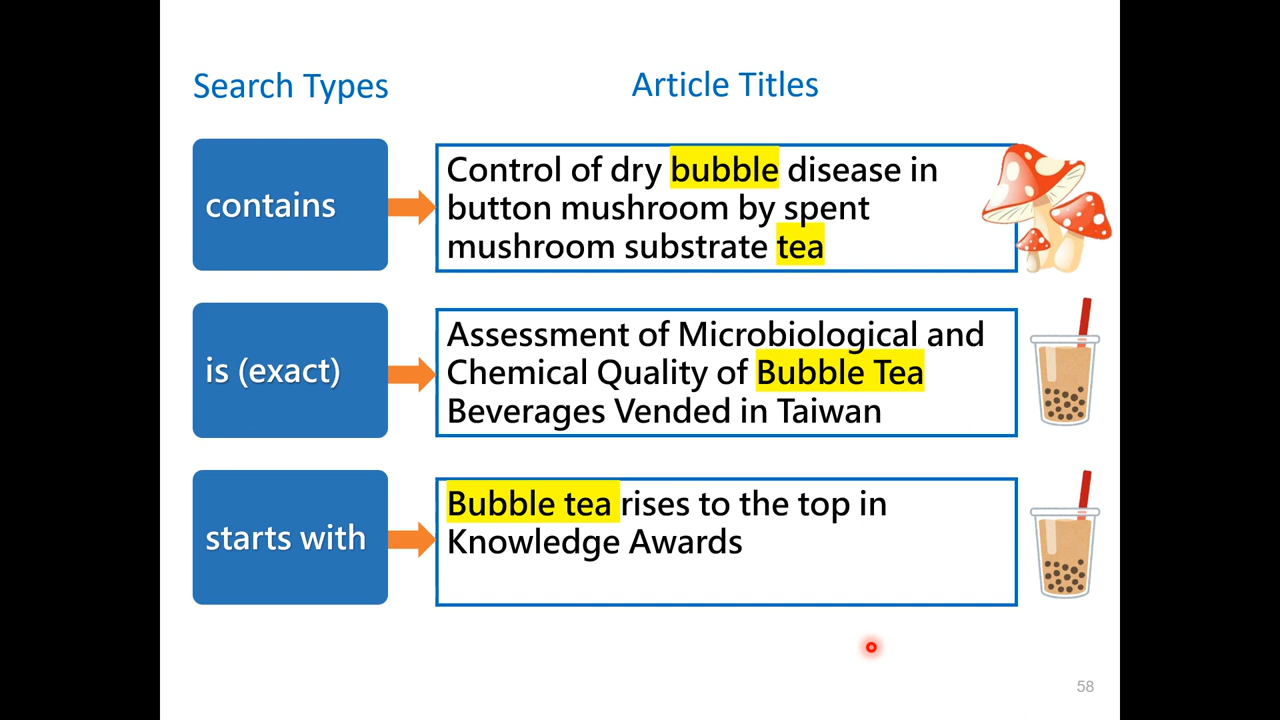 Search Types
Article Titles
contains
Control of dry bubble disease in
button mushroom by spent
mushroom substrate tea
is (exact)
Assessment of Microbiological and
Chemical Quality of Bubble Tea
Beverages Vended in Taiwan
starts with
Bubble tea rises to the top in
Knowledge Awards
58